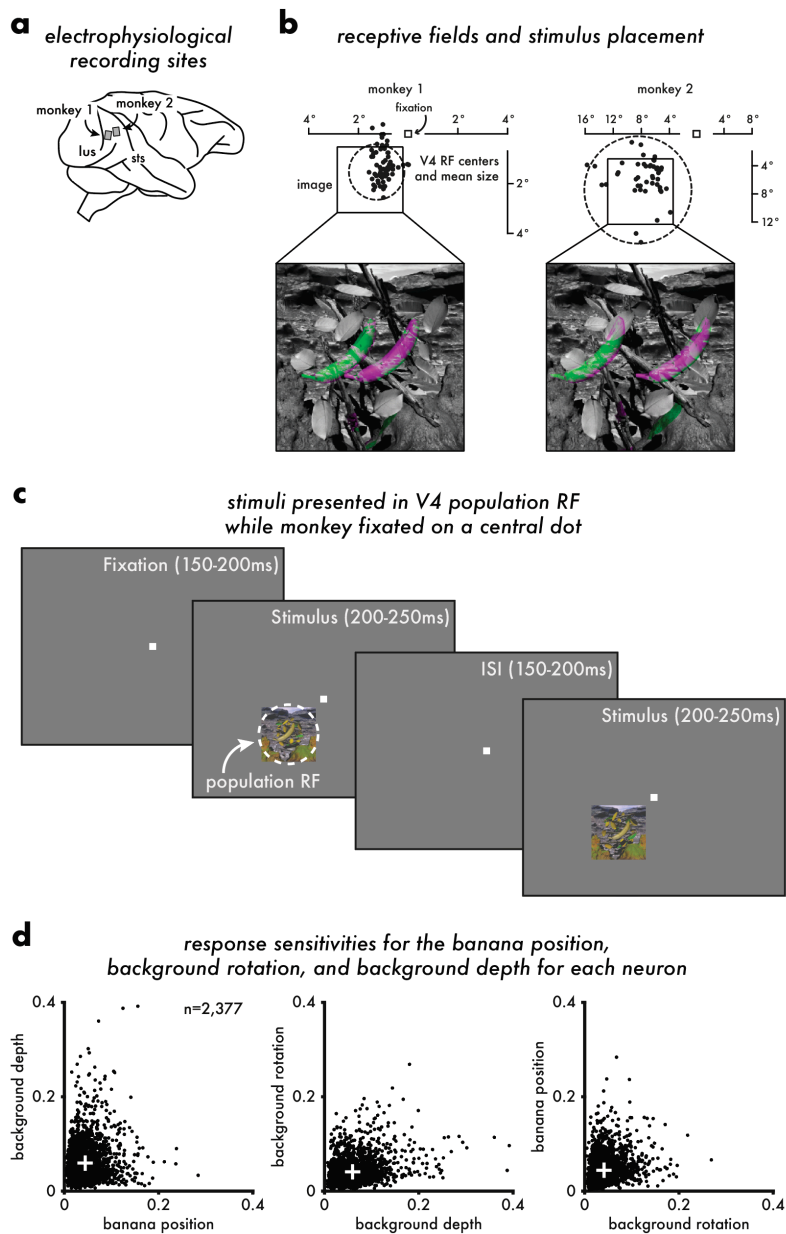 a
electrophysiological
recording sites
monkey 1
monkey 2
lus
sts
b
receptive fields and stimulus placement
monkey 1
fixation
4°
2°
2°
4°
V4 RF centers
and mean size
image
2°
4°
monkey 2
16° 12° 8° 4°
4° 8°
4°
8°
12°
c
stimuli presented in V4 population RF
while monkey fixated on a central dot
Fixation (150-200ms)
Stimulus (200-250ms)
population RF
ISI (150-200ms)
Stimulus (200-250ms)
d
response sensitivities for the banana position,
background rotation, and background depth for each neuron
0.4
0.2
0
background depth
n=2,377
0 0.2 0.4
banana position
0.4
0.2
0
background rotation
0 0.2 0.4
background depth
0.4
0.2
0
banana position
0 0.2 0.4
background rotation